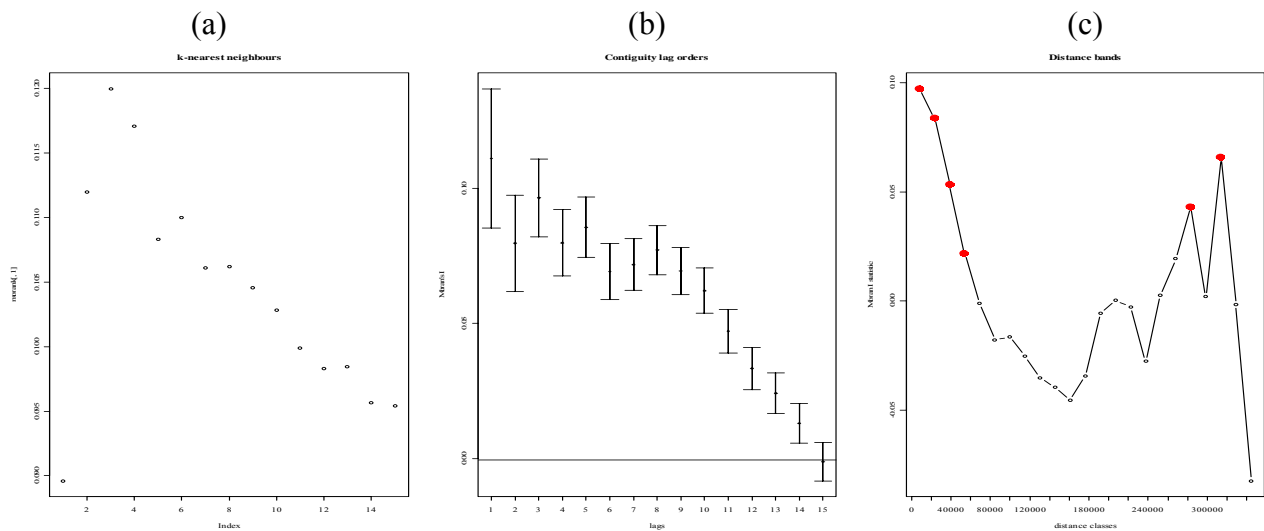 (a)
k-nearest neighbours
0.120
0.115
0.110
0.105
0.100
0.095
0.090
morank[, 1]
2 4 6 8 10 12 14
Index
(b)
Contiguity lag orders
0.10
0.05
0.00
Moran's I
1 2 3 4 5 6 7 8 9 10 11 12 13 14 15
lags
(c)
Distance bands
0.10
0.05
0.00
-0.05
Moran I statistic
0 40000 80000 120000 160000 200000 240000 300000
distance classes